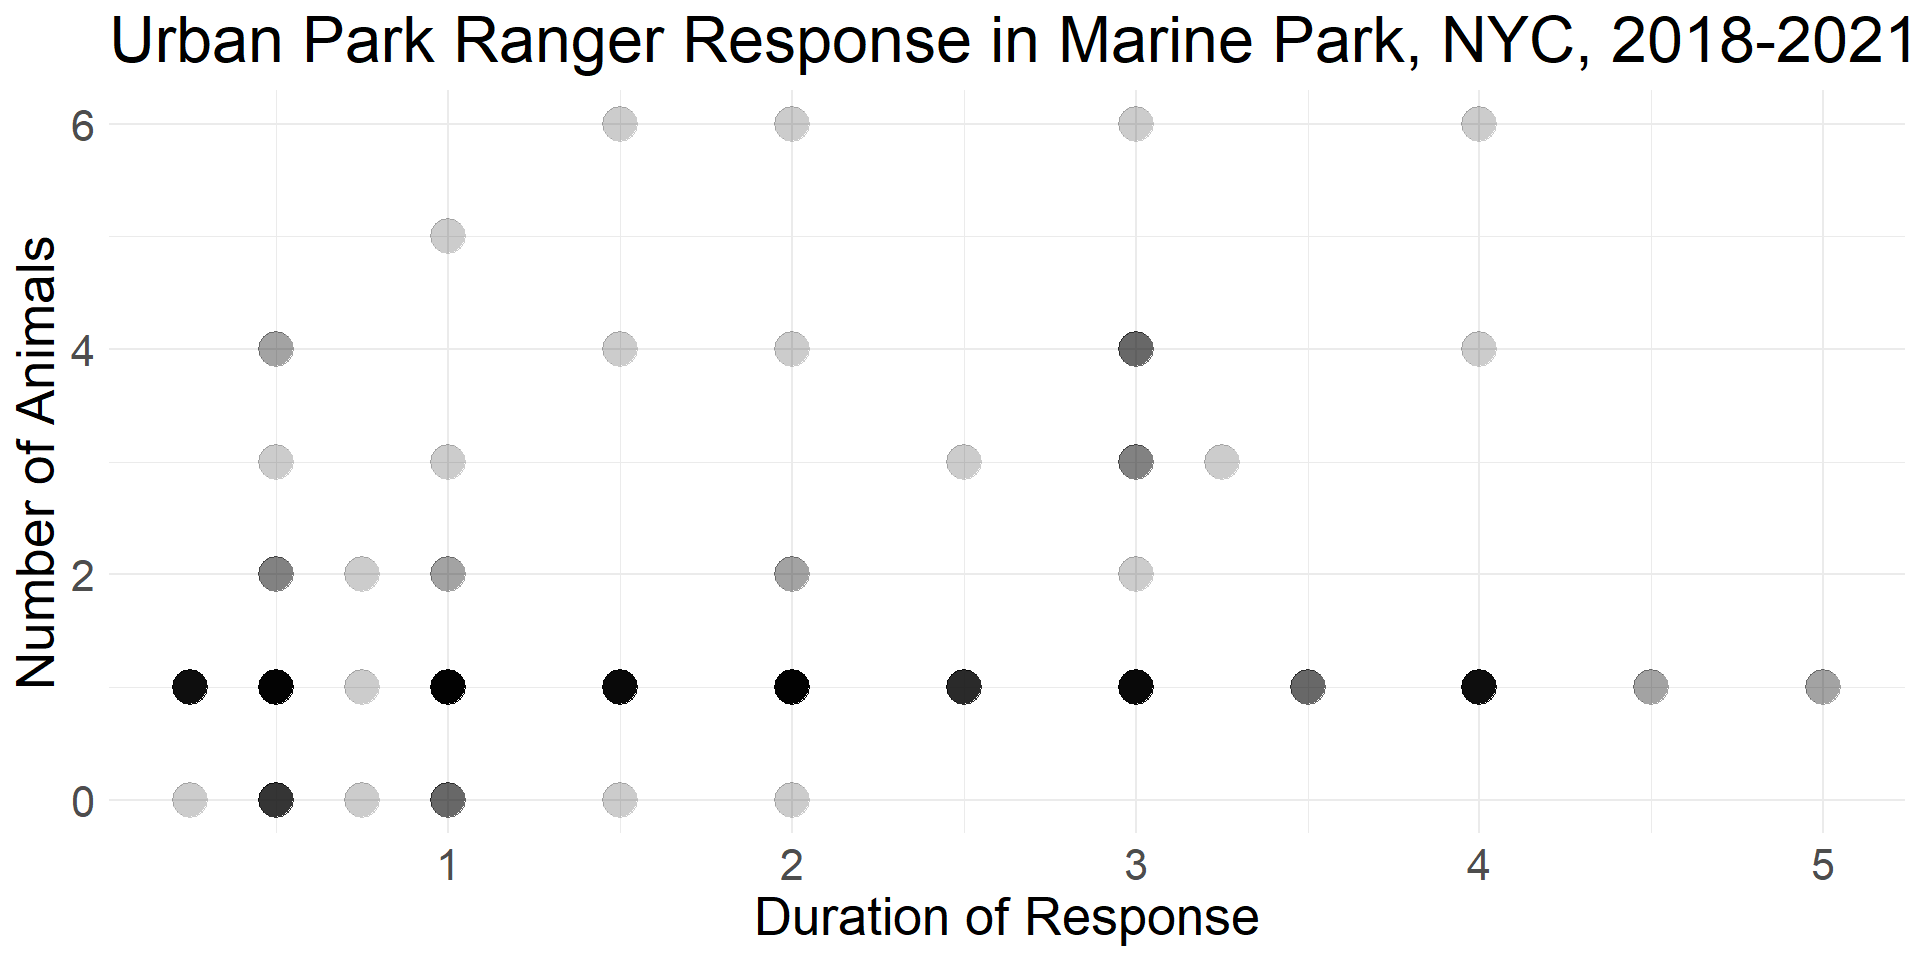 Urban Park Ranger Response in Marine Park, NYC, 2018-2021
Number of Animals
6
4
2
0
1 2 3 4 5
Duration of Response